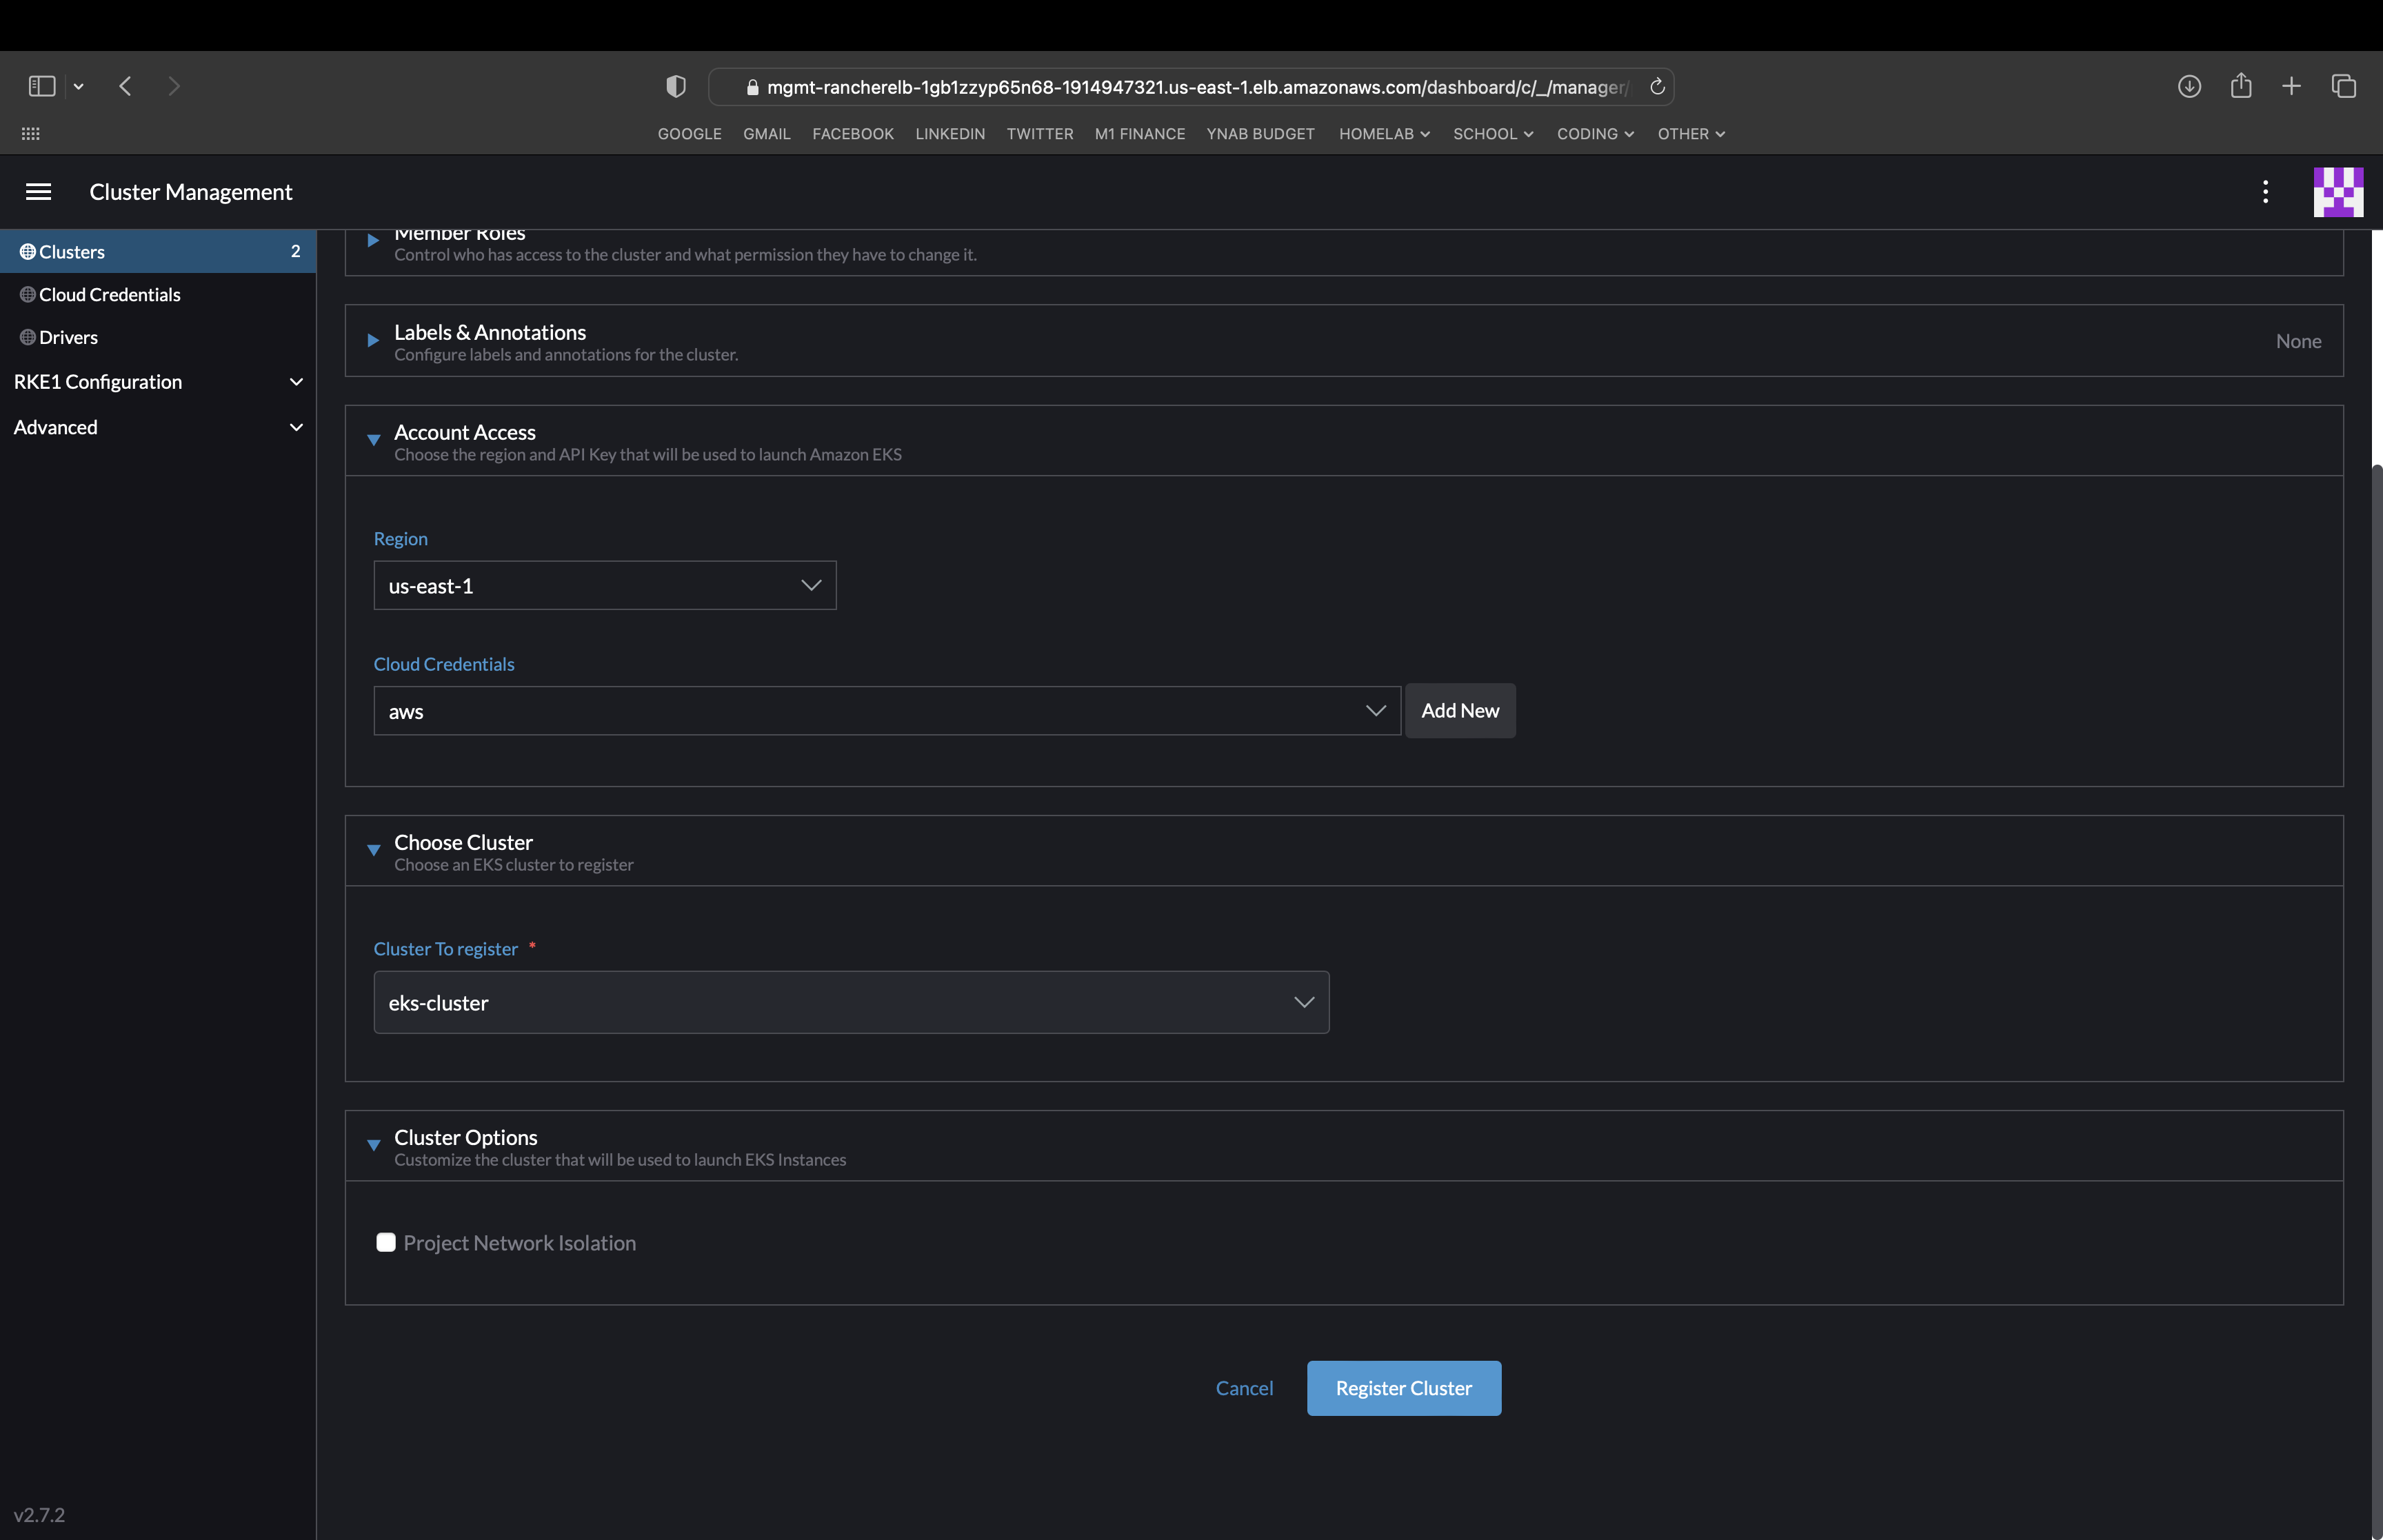 mgmt-rancherelb-1gb1zzyp65n68-1914947321.us-east-1.elb.amazonaws.com/dashboard/c/_/manager/
GOOGLE GMAIL FACEBOOK LINKEDIN TWITTER M1 FINANCE YNAB BUDGET HOMELAB SCHOOL CODING OTHER
Cluster Management
Clusters 2
Cloud Credentials
Drivers
RKE1 Configuration
Advanced
v2.7.2
Member Roles
Control who has access to the cluster and what permission they have to change it.
Labels & Annotations
Configure labels and annotations for the cluster.
None
Account Access
Choose the region and API Key that will be used to launch Amazon EKS
Region
us-east-1
Cloud Credentials
aws
Add New
Choose Cluster
Choose an EKS cluster to register
Cluster To register *
eks-cluster
Cluster Options
Customize the cluster that will be used to launch EKS Instances
Project Network Isolation
Cancel Register Cluster